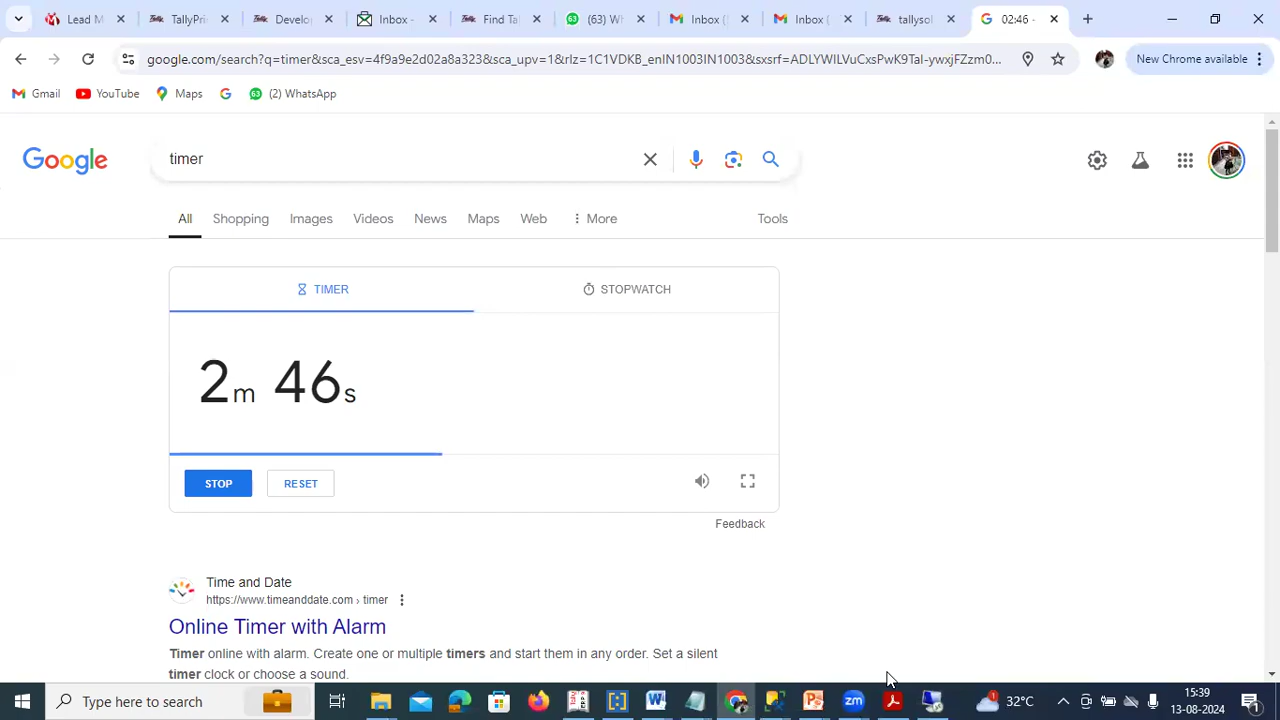 Lead M
TallyPri
Develop
Inbox -
Find Tal
(63) Wh
Inbox (
Inbox (
tallysol
02:46 -
google.com/search?q=timer&sca_esv=4f9a9e2d02a8a323&sca_upv=1&rlz=1C1VDKB_enIN1003IN1003&sxsrf=ADLYWILVuCxsPwK9TaI-ywxjFZzm0...
New Chrome available
Gmail
YouTube
Maps
(2) WhatsApp
Google
timer
All
Shopping
Images
Videos
News
Maps
Web
More
Tools
TIMER
STOPWATCH
2m 46s
STOP
RESET
Feedback
Time and Date
https://www.timeanddate.com › timer
Online Timer with Alarm
Timer online with alarm. Create one or multiple timers and start them in any order. Set a silent
timer clock or choose a sound.
Type here to search
32°C
15:39
13-08-2024